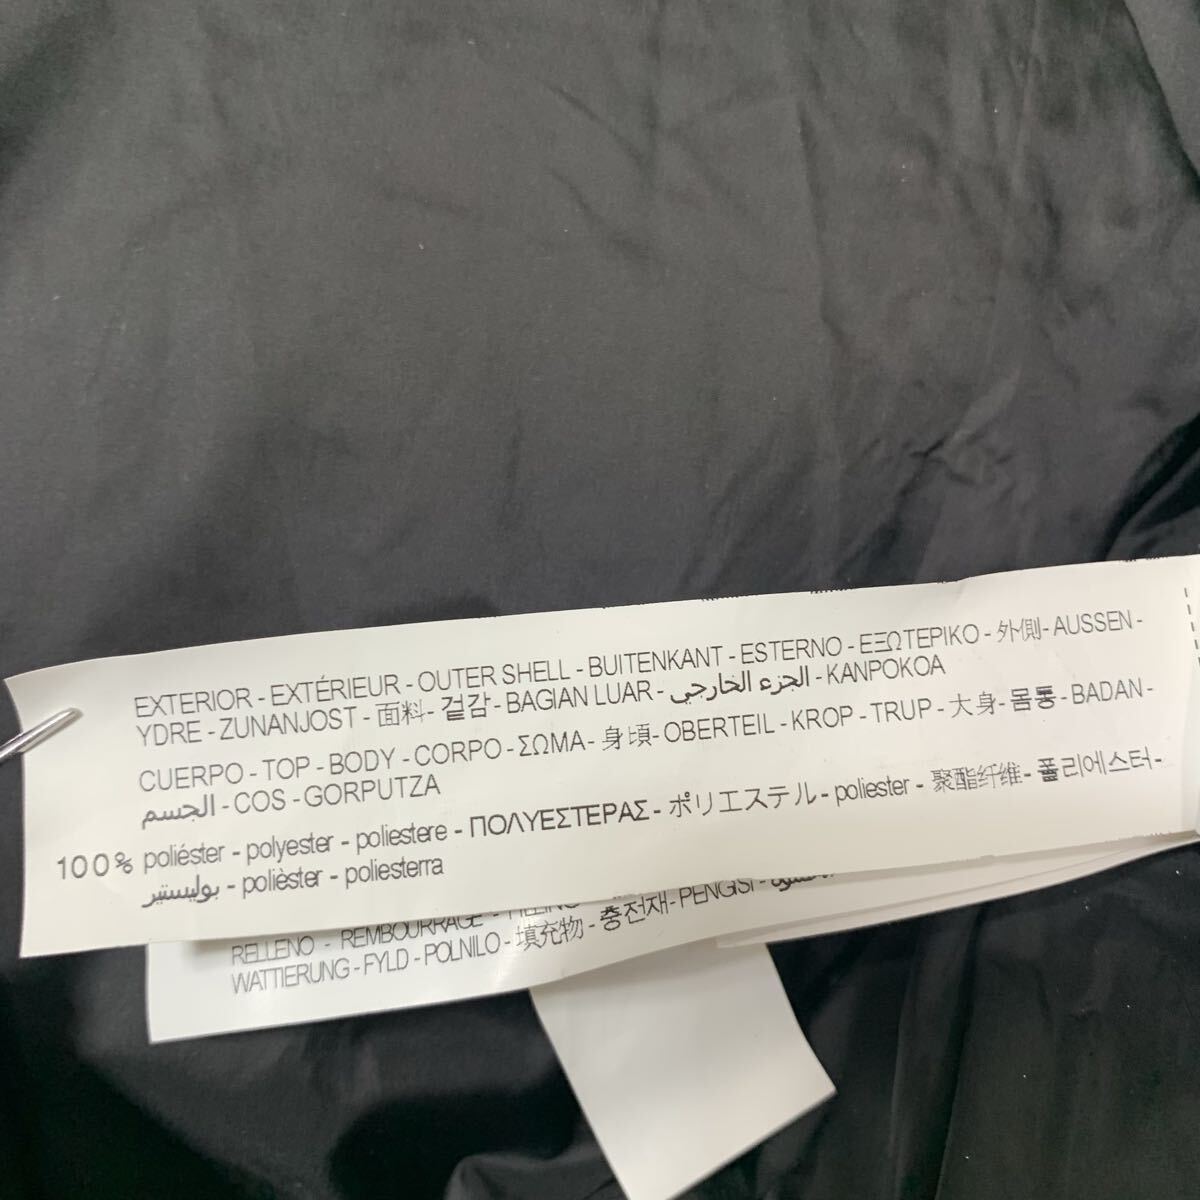 EXTERIOR - EXTÉRIEUR - OUTER SHELL - BUITENKANT - ESTERNO - ΕΞΩΤΕΡΙΚΟ - 外側 - AUSSEN -
YDRE - ZUNANJOST - 面料 - 겉감 - BAGIAN LUAR - الجزء الخارجي - KANPOKOA
CUERPO - TOP - BODY - CORPO - ΣΩΜΑ - 身頃 - OBERTEIL - KROP - TRUP - 大身 - 몸통 - BADAN -
الجسم - COS - GORPUTZA
100% poliéster - polyester - poliestere - ΠΟΛΥΕΣΤΕΡΑΣ - ポリエステル - poliester - 聚酯纤维 - 폴리에스터 -
بوليستير - polièster - poliesterra
RELLENO - REMBOURRAGE - FILLING
WATTIERUNG - FYLD - POLNILO - 填充物 - 충전재 - PENGISI -